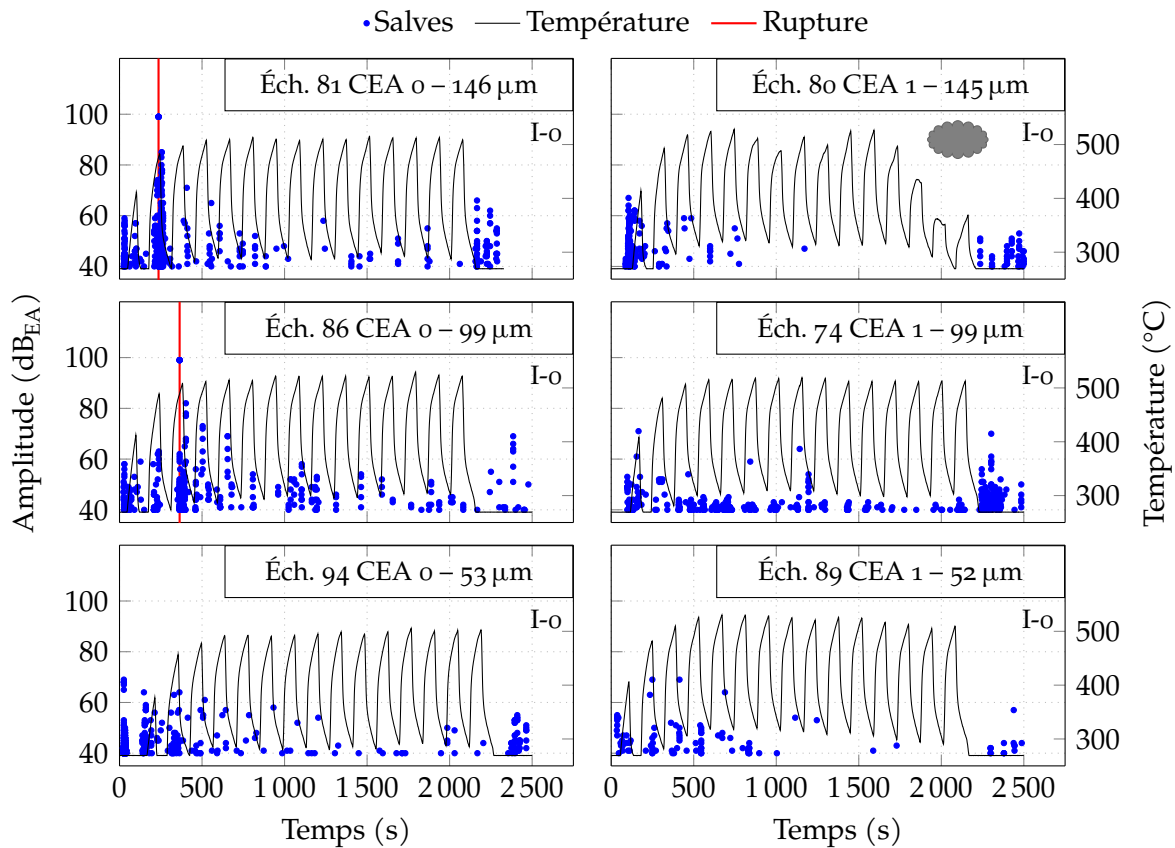 Salves Température Rupture
Éch. 81 CEA 0 – 146 µm
I-0
100
80
60
40
Éch. 80 CEA 1 – 145 µm
I-0
500
400
300
Éch. 86 CEA 0 – 99 µm
I-0
100
80
60
40
Éch. 74 CEA 1 – 99 µm
I-0
500
400
300
Éch. 94 CEA 0 – 53 µm
I-0
100
80
60
40
0 500 1 000 1 500 2 000 2 500
Temps (s)
Éch. 89 CEA 1 – 52 µm
I-0
500
400
300
0 500 1 000 1 500 2 000 2 500
Temps (s)
Amplitude (dBEA)
Température (°C)